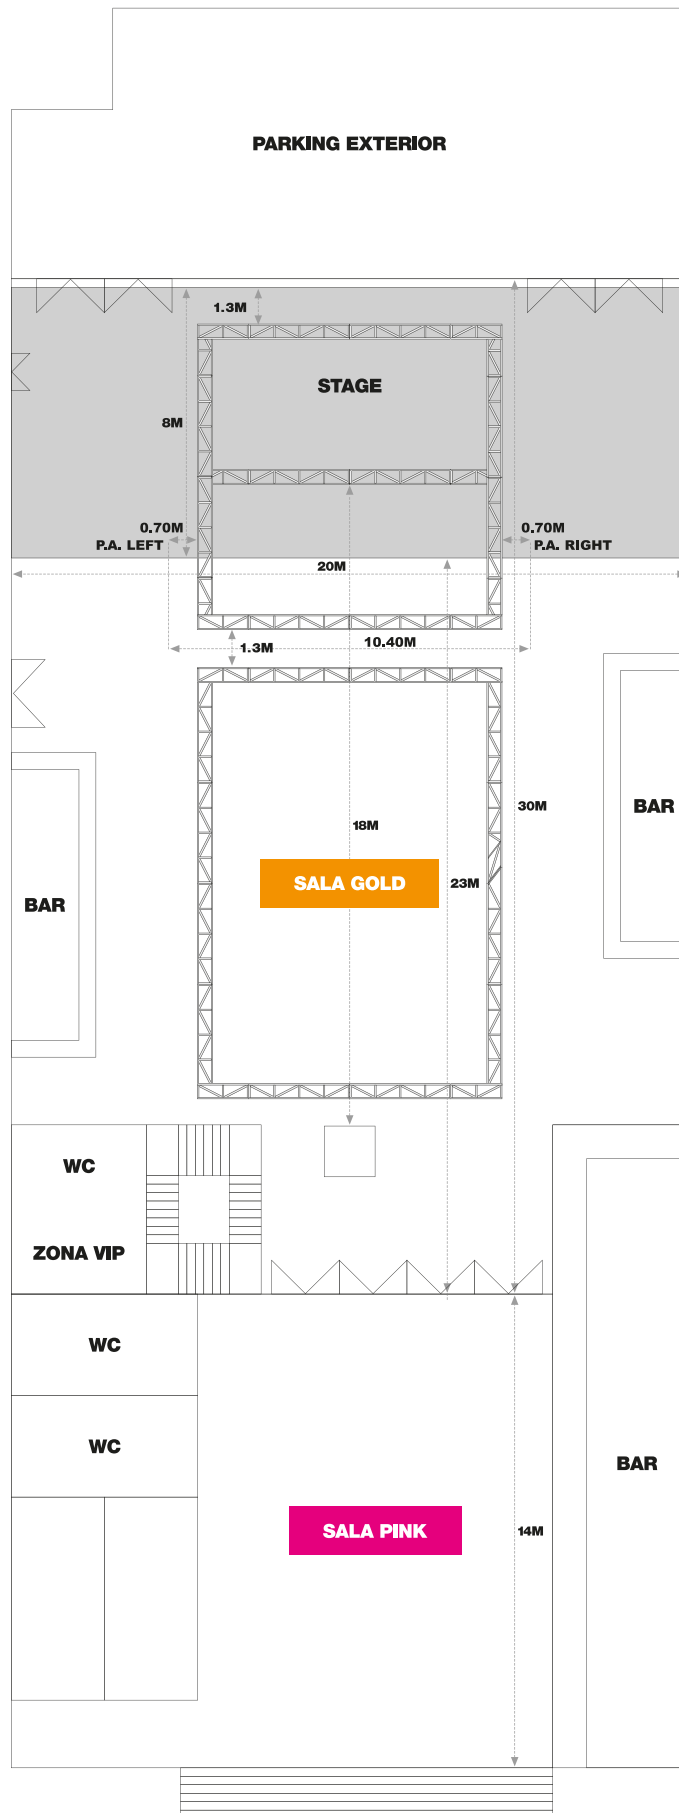 PARKING EXTERIOR
1.3M
STAGE
8M
0.70M
P.A. LEFT
0.70M
P.A. RIGHT
20M
10.40M
1.3M
30M
BAR
18M
SALA GOLD
23M
BAR
WC
ZONA VIP
WC
WC
BAR
SALA PINK
14M